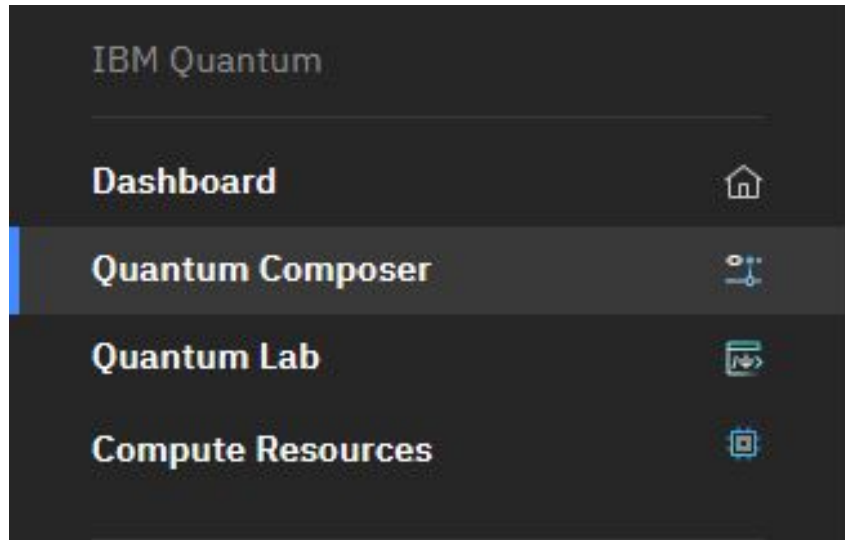 IBM Quantum
Dashboard
Quantum Composer
Quantum Lab
Compute Resources